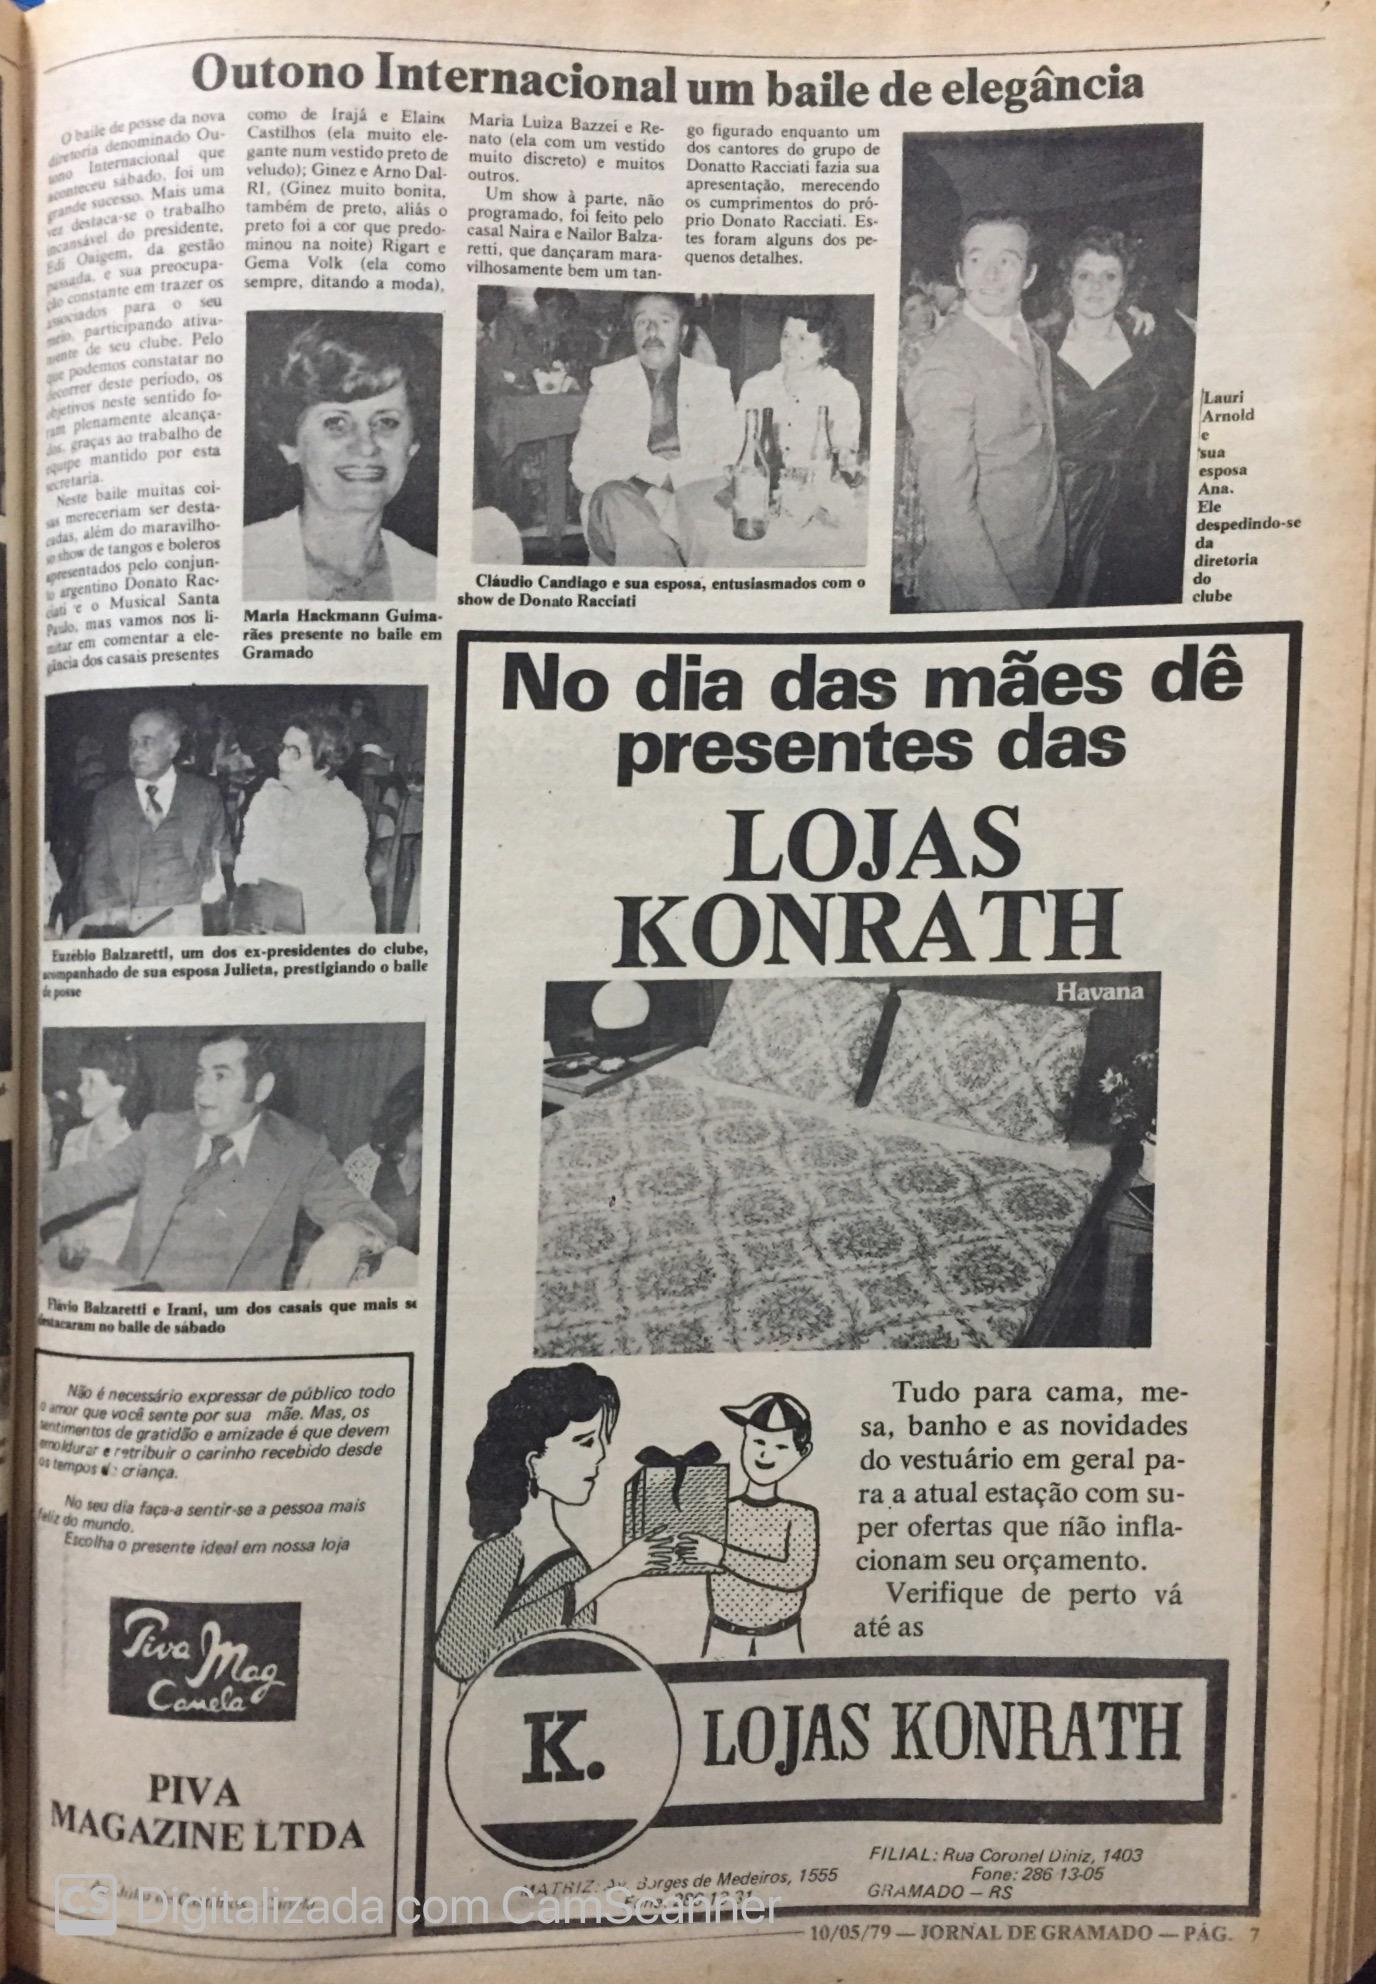 Outono Internacional um baile de elegância
O baile de posse da nova
diretoria denominado Ou-
tono Internacional que
aconteceu sábado, foi um
grande sucesso. Mais uma
vez destaca-se o trabalho
incansável do presidente,
Edi Oaigem, da gestão
passada, e sua preocupa-
ção constante em trazer os
associados para o seu
meio, participando ativa-
mente de seu clube. Pelo
que podemos constatar no
decorrer deste período, os
objetivos neste sentido fo-
ram plenamente alcança-
dos, graças ao trabalho de
equipe mantido por esta
secretaria.
Neste baile muitas coi-
sas mereceriam ser desta-
cadas, além do maravilho-
so show de tangos e boleros
apresentados pelo conjun-
to argentino Donato Rac-
ciati e o Musical Santa
Paulo, mas vamos nos li-
mitar em comentar a ele-
gância dos casais presentes
como de Irajá e Elaine
Castilhos (ela muito ele-
gante num vestido preto de
veludo); Ginez e Arno Dal-
RI, (Ginez muito bonita,
também de preto, aliás o
preto foi a cor que predo-
minou na noite) Rigart e
Gema Volk (ela como
sempre, ditando a moda),
Maria Luiza Bazzei e Re-
nato (ela com um vestido
muito discreto) e muitos
outros.
Um show à parte, não
programado, foi feito pelo
casal Naira e Nailor Balza-
retti, que dançaram mara-
vilhosamente bem um tan-
go figurado enquanto um
dos cantores do grupo de
Donatto Racciati fazia sua
apresentação, merecendo
os cumprimentos do pró-
prio Donato Racciati. Es-
tes foram alguns dos pe-
quenos detalhes.
Lauri
Arnold
e
sua
esposa
Ana.
Ele
despedindo-se
da
diretoria
do
clube
Cláudio Candiago e sua esposa, entusiasmados com o
show de Donato Racciati
Maria Hackmann Guima-
rães presente no baile em
Gramado
Euzébio Balzaretti, um dos ex-presidentes do clube,
acompanhado de sua esposa Julieta, prestigiando o baile
de posse
Flávio Balzaretti e Irani, um dos casais que mais se
destacaram no baile de sábado
Não é necessário expressar de público todo
o amor que você sente por sua mãe. Mas, os
sentimentos de gratidão e amizade é que devem
emoldurar e retribuir o carinho recebido desde
os tempos de criança.
No seu dia faça-a sentir-se a pessoa mais
feliz do mundo.
Escolha o presente ideal em nossa loja
Piva Mag
Canela
PIVA
MAGAZINE LTDA
No dia das mães dê
presentes das
LOJAS
KONRATH
Havana
Tudo para cama, me-
sa, banho e as novidades
do vestuário em geral pa-
ra a atual estação com su-
per ofertas que não infla-
cionam seu orçamento.
Verifique de perto vá
até as
K.
LOJAS KONRATH
MATRIZ: Av. Borges de Medeiros, 1555
FILIAL: Rua Coronel Diniz, 1403
Fone: 286 13-05
GRAMADO — RS
CS Digitalizada com CamScanner
10/05/79 — JORNAL DE GRAMADO — PÁG. 7